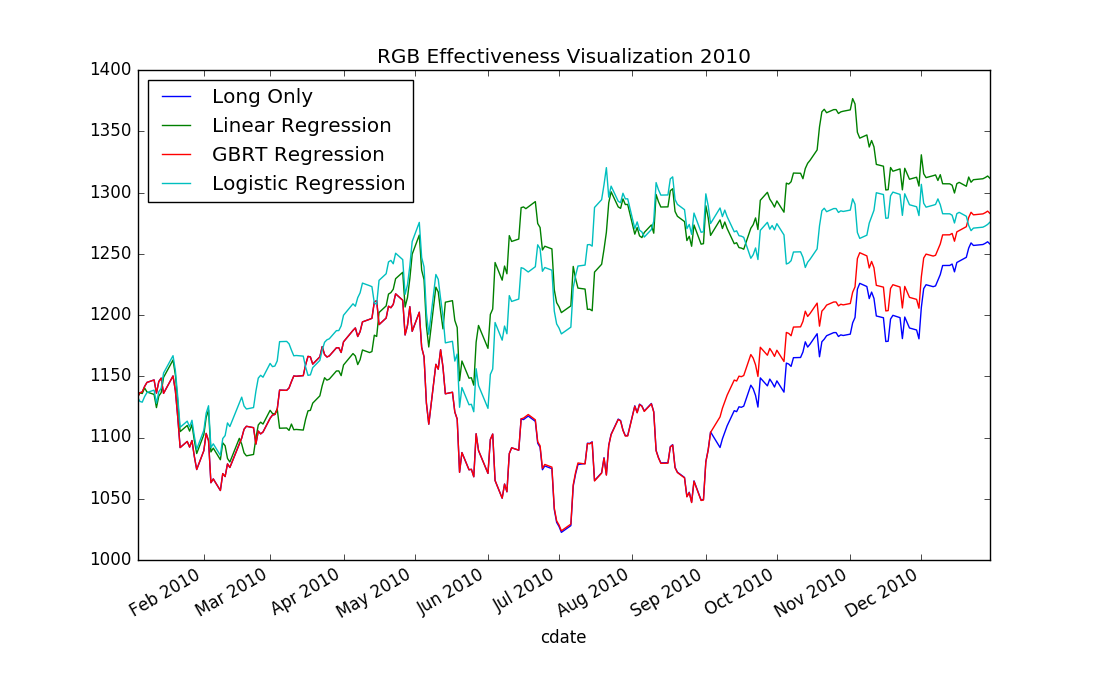 RGB Effectiveness Visualization 2010
1400
1350
1300
1250
1200
1150
1100
1050
1000
Long Only
Linear Regression
GBRT Regression
Logistic Regression
Feb 2010
Mar 2010
Apr 2010
May 2010
Jun 2010
Jul 2010
Aug 2010
Sep 2010
Oct 2010
Nov 2010
Dec 2010
cdate